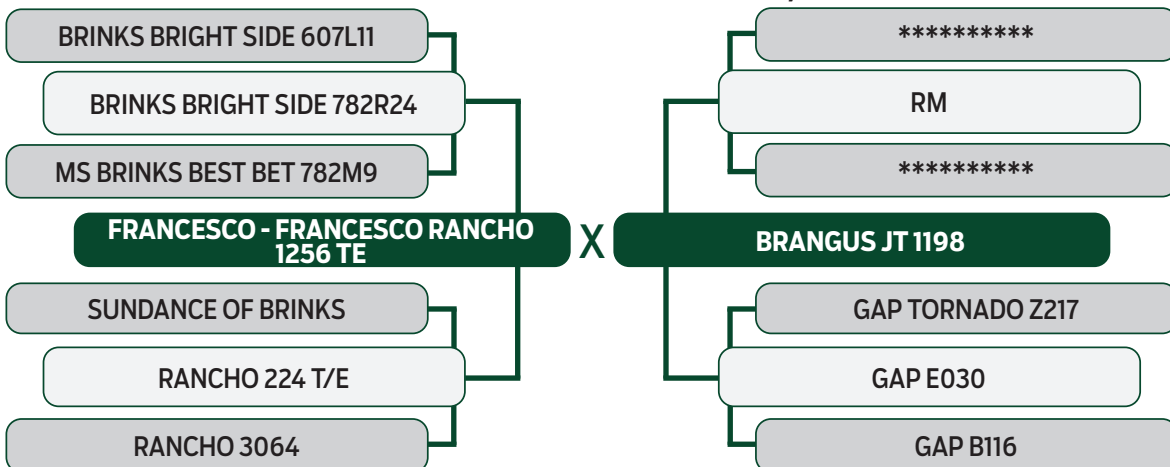 BRINKS BRIGHT SIDE 607L11
BRINKS BRIGHT SIDE 782R24
MS BRINKS BEST BET 782M9
FRANCESCO - FRANCESCO RANCHO
1256 TE
SUNDANCE OF BRINKS
RANCHO 224 T/E
RANCHO 3064
X
**********
RM
**********
BRANGUS JT 1198
GAP TORNADO Z217
GAP E030
GAP B116